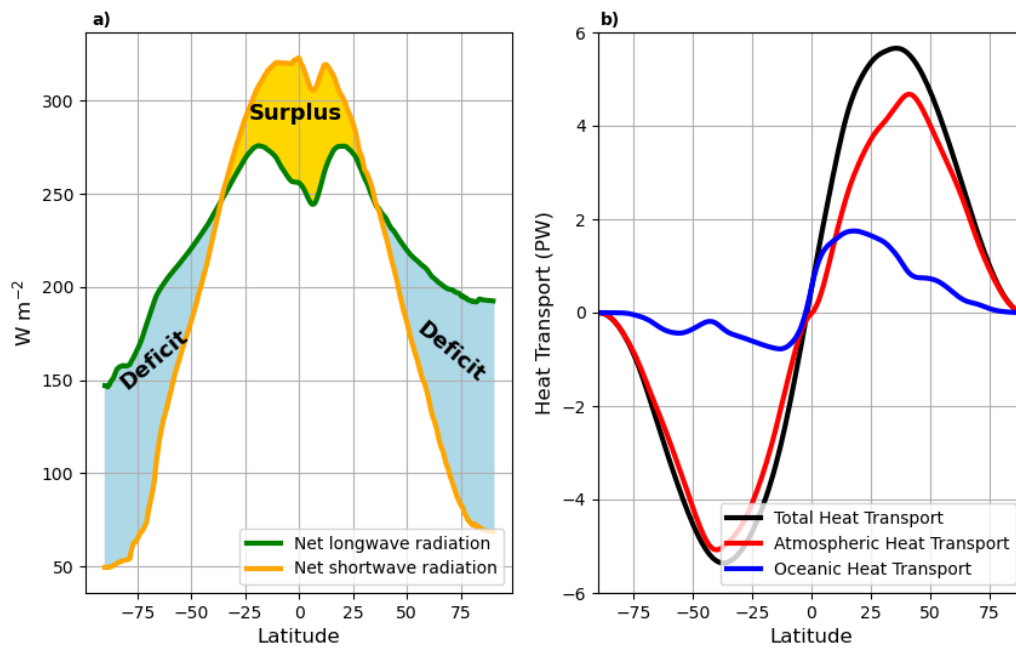 a)
W m−2
300
250
200
150
100
50
Surplus
Deficit
Deficit
Net longwave radiation
Net shortwave radiation
−75 −50 −25 0 25 50 75
Latitude
b)
Heat Transport (PW)
6
4
2
0
−2
−4
−6
Total Heat Transport
Atmospheric Heat Transport
Oceanic Heat Transport
−75 −50 −25 0 25 50 75
Latitude